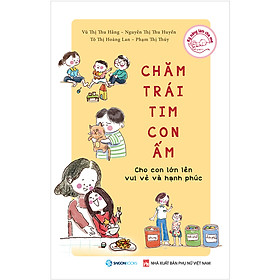 Vũ Thị Thu Hằng – Nguyễn Thị Thu Huyền
Tô Thị Hoàng Lan – Phạm Thị Thúy
CHĂM
TRÁI
TIM
CON
ẤM
Cho con lớn lên
vui vẻ và hạnh phúc
SAIGONBOOKS
NHÀ XUẤT BẢN PHỤ NỮ VIỆT NAM